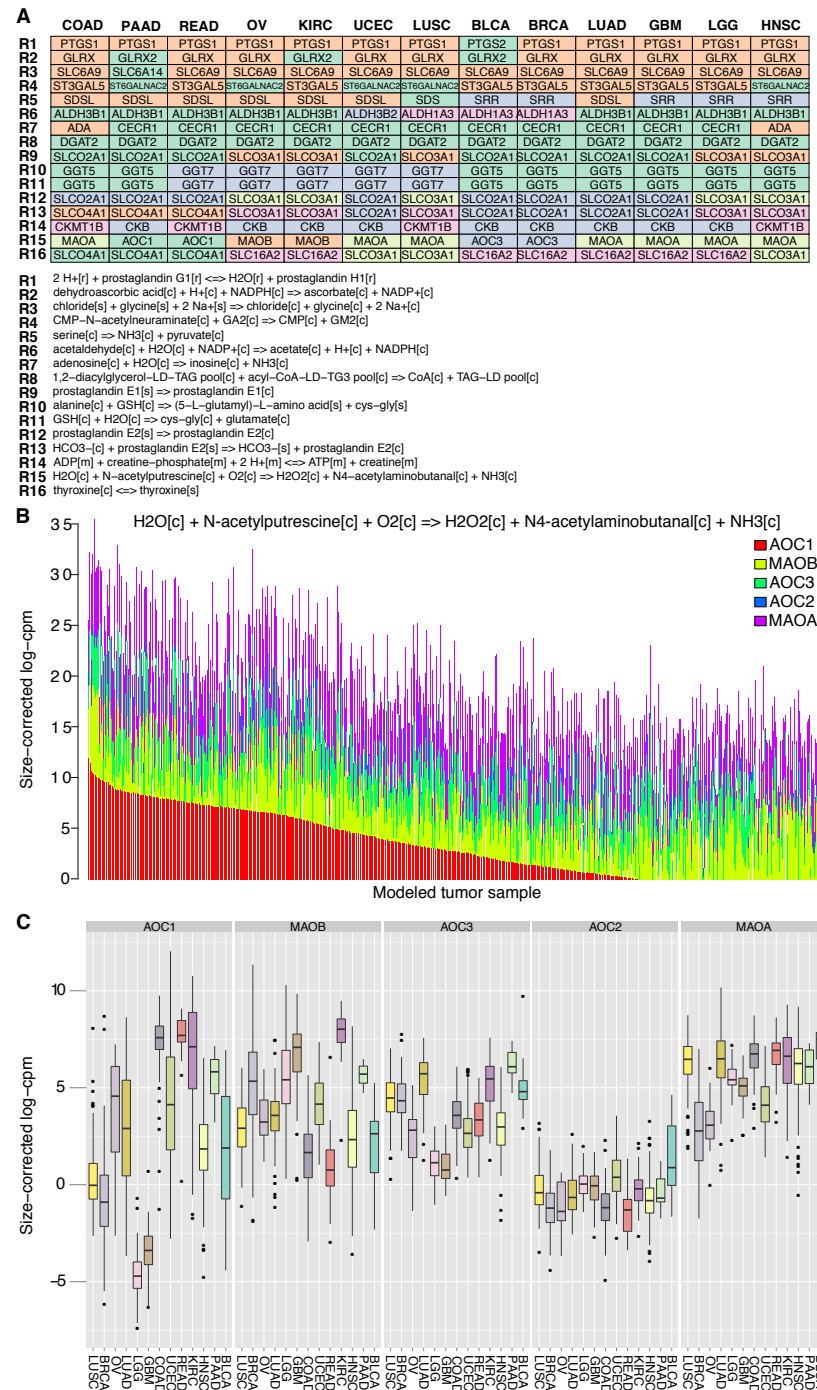 A
COAD PAAD READ OV KIRC UCEC LUSC BLCA BRCA LUAD GBM LGG HNSC
R1 PTGS1 PTGS1 PTGS1 PTGS1 PTGS1 PTGS1 PTGS1 PTGS2 PTGS1 PTGS1 PTGS1 PTGS1 PTGS1
R2 GLRX GLRX2 GLRX GLRX GLRX2 GLRX GLRX GLRX GLRX GLRX GLRX GLRX GLRX
R3 SLC6A9 SLC6A14 SLC6A9 SLC6A9 SLC6A9 SLC6A9 SLC6A9 SLC6A9 SLC6A9 SLC6A9 SLC6A9 SLC6A9 SLC6A9
R4 ST3GAL5 ST6GALNAC2 ST3GAL5 ST6GALNAC2 ST3GAL5 ST6GALNAC2 ST6GALNAC2 ST3GAL5 ST3GAL5 ST3GAL5 ST3GAL5 ST3GAL5 ST6GALNAC2
R5 SDSL SDSL SDSL SDSL SDSL SDSL SDS SRR SRR SDSL SRR SRR SRR
R6 ALDH3B1 ALDH3B1 ALDH3B1 ALDH3B1 ALDH3B1 ALDH3B2 ALDH1A3 ALDH1A3 ALDH1A3 ALDH3B1 ALDH3B1 ALDH3B1 ALDH3B1
R7 ADA CECR1 CECR1 CECR1 CECR1 CECR1 CECR1 CECR1 CECR1 CECR1 CECR1 CECR1 ADA
R8 DGAT2 DGAT2 DGAT2 DGAT2 DGAT2 DGAT2 DGAT2 DGAT2 DGAT2 DGAT2 DGAT2 DGAT2 DGAT2
R9 SLCO2A1 SLCO2A1 SLCO2A1 SLCO3A1 SLCO3A1 SLCO2A1 SLCO3A1 SLCO2A1 SLCO2A1 SLCO2A1 SLCO2A1 SLCO3A1 SLCO3A1
R10 GGT5 GGT5 GGT7 GGT7 GGT7 GGT7 GGT7 GGT5 GGT5 GGT5 GGT5 GGT5 GGT5
R11 GGT5 GGT5 GGT7 GGT7 GGT7 GGT7 GGT7 GGT5 GGT5 GGT5 GGT5 GGT5 GGT5
R12 SLCO2A1 SLCO2A1 SLCO2A1 SLCO3A1 SLCO3A1 SLCO2A1 SLCO3A1 SLCO2A1 SLCO2A1 SLCO2A1 SLCO2A1 SLCO3A1 SLCO3A1
R13 SLCO4A1 SLCO4A1 SLCO4A1 SLCO3A1 SLCO3A1 SLCO2A1 SLCO3A1 SLCO2A1 SLCO2A1 SLCO2A1 SLCO2A1 SLCO3A1 SLCO3A1
R14 CKMT1B CKB CKMT1B CKB CKB CKB CKMT1B CKB CKB CKB CKB CKB CKMT1B
R15 MAOA AOC1 AOC1 MAOB MAOB MAOA MAOA AOC3 AOC3 MAOA MAOA MAOA MAOA
R16 SLCO4A1 SLCO4A1 SLCO4A1 SLC16A2 SLC16A2 SLCO3A1 SLCO3A1 SLC16A2 SLC16A2 SLC16A2 SLC16A2 SLC16A2 SLCO3A1
R1 2 H+[r] + prostaglandin G1[r] <=> H2O[r] + prostaglandin H1[r]
R2 dehydroascorbic acid[c] + H+[c] + NADPH[c] => ascorbate[c] + NADP+[c]
R3 chloride[s] + glycine[s] + 2 Na+[s] => chloride[c] + glycine[c] + 2 Na+[c]
R4 CMP-N-acetylneuraminate[c] + GA2[c] => CMP[c] + GM2[c]
R5 serine[c] => NH3[c] + pyruvate[c]
R6 acetaldehyde[c] + H2O[c] + NADP+[c] => acetate[c] + H+[c] + NADPH[c]
R7 adenosine[c] + H2O[c] => inosine[c] + NH3[c]
R8 1,2-diacylglycerol-LD-TAG pool[c] + acyl-CoA-LD-TG3 pool[c] => CoA[c] + TAG-LD pool[c]
R9 prostaglandin E1[s] => prostaglandin E1[c]
R10 alanine[c] + GSH[c] => (5-L-glutamyl)-L-amino acid[s] + cys-gly[s]
R11 GSH[c] + H2O[c] => cys-gly[c] + glutamate[c]
R12 prostaglandin E2[s] => prostaglandin E2[c]
R13 HCO3-[c] + prostaglandin E2[s] => HCO3-[s] + prostaglandin E2[c]
R14 ADP[m] + creatine-phosphate[m] + 2 H+[m] <=> ATP[m] + creatine[m]
R15 H2O[c] + N-acetylputrescine[c] + O2[c] => H2O2[c] + N4-acetylaminobutanal[c] + NH3[c]
R16 thyroxine[c] <=> thyroxine[s]
B
H2O[c] + N-acetylputrescine[c] + O2[c] => H2O2[c] + N4-acetylaminobutanal[c] + NH3[c]
35
30
25
20
15
10
5
0
Size-corrected log-cpm
AOC1
MAOB
AOC3
AOC2
MAOA
Modeled tumor sample
C
AOC1 MAOB AOC3 AOC2 MAOA
10
5
0
-5
Size-corrected log-cpm
LUSC BRCA OV LUAD LGG GBM COAD UCEC READ KIRC HNSC PAAD BLCA LUSC BRCA OV LUAD LGG GBM COAD UCEC READ KIRC HNSC PAAD BLCA LUSC BRCA OV LUAD LGG GBM COAD UCEC READ KIRC HNSC PAAD BLCA LUSC BRCA OV LUAD LGG GBM COAD UCEC READ KIRC HNSC PAAD BLCA LUSC BRCA OV LUAD LGG GBM COAD UCEC READ KIRC HNSC PAAD